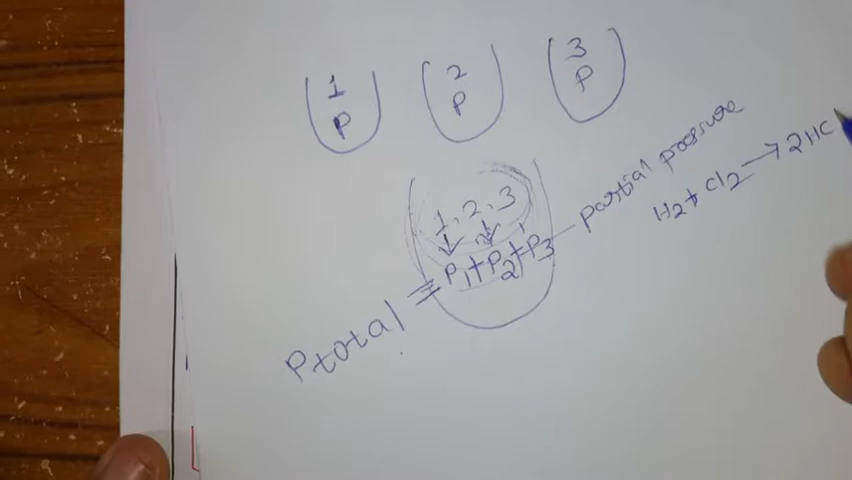 1 2 3
P P P
1, 2, 3
Ptotal = P1+P2+P3 partial pressure
H2+ Cl2 → 2HC